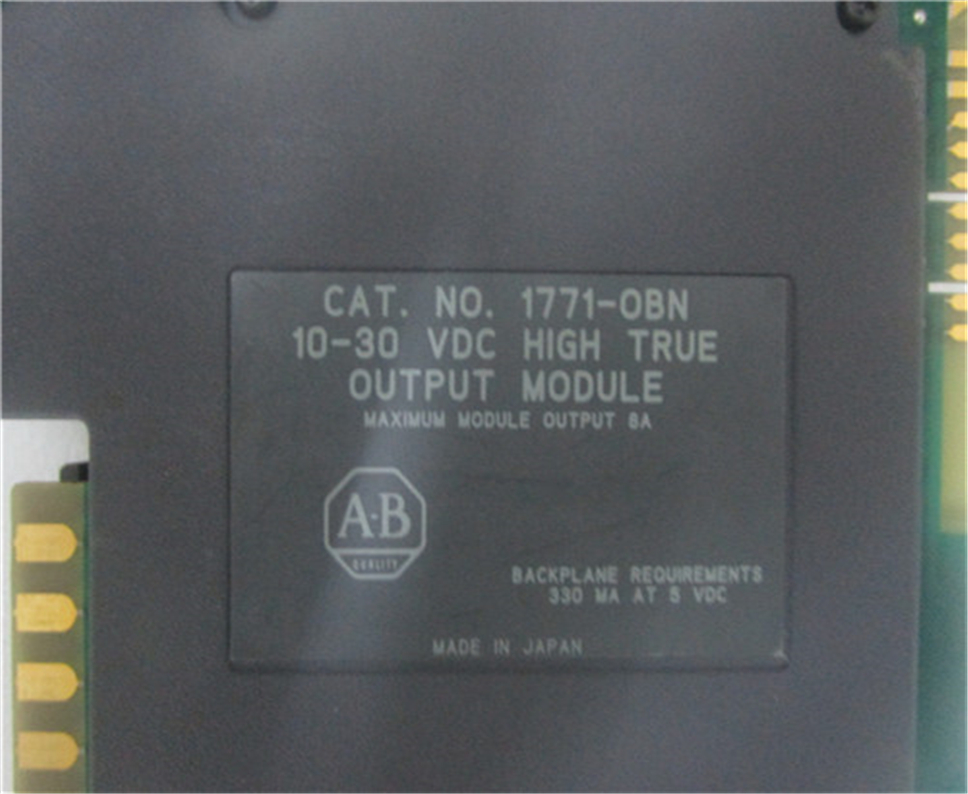 CAT. NO. 1771-OBN
10-30 VDC HIGH TRUE
OUTPUT MODULE
MAXIMUM MODULE OUTPUT 8A
A-B
QUALITY
BACKPLANE REQUIREMENTS
330 MA AT 5 VDC
MADE IN JAPAN